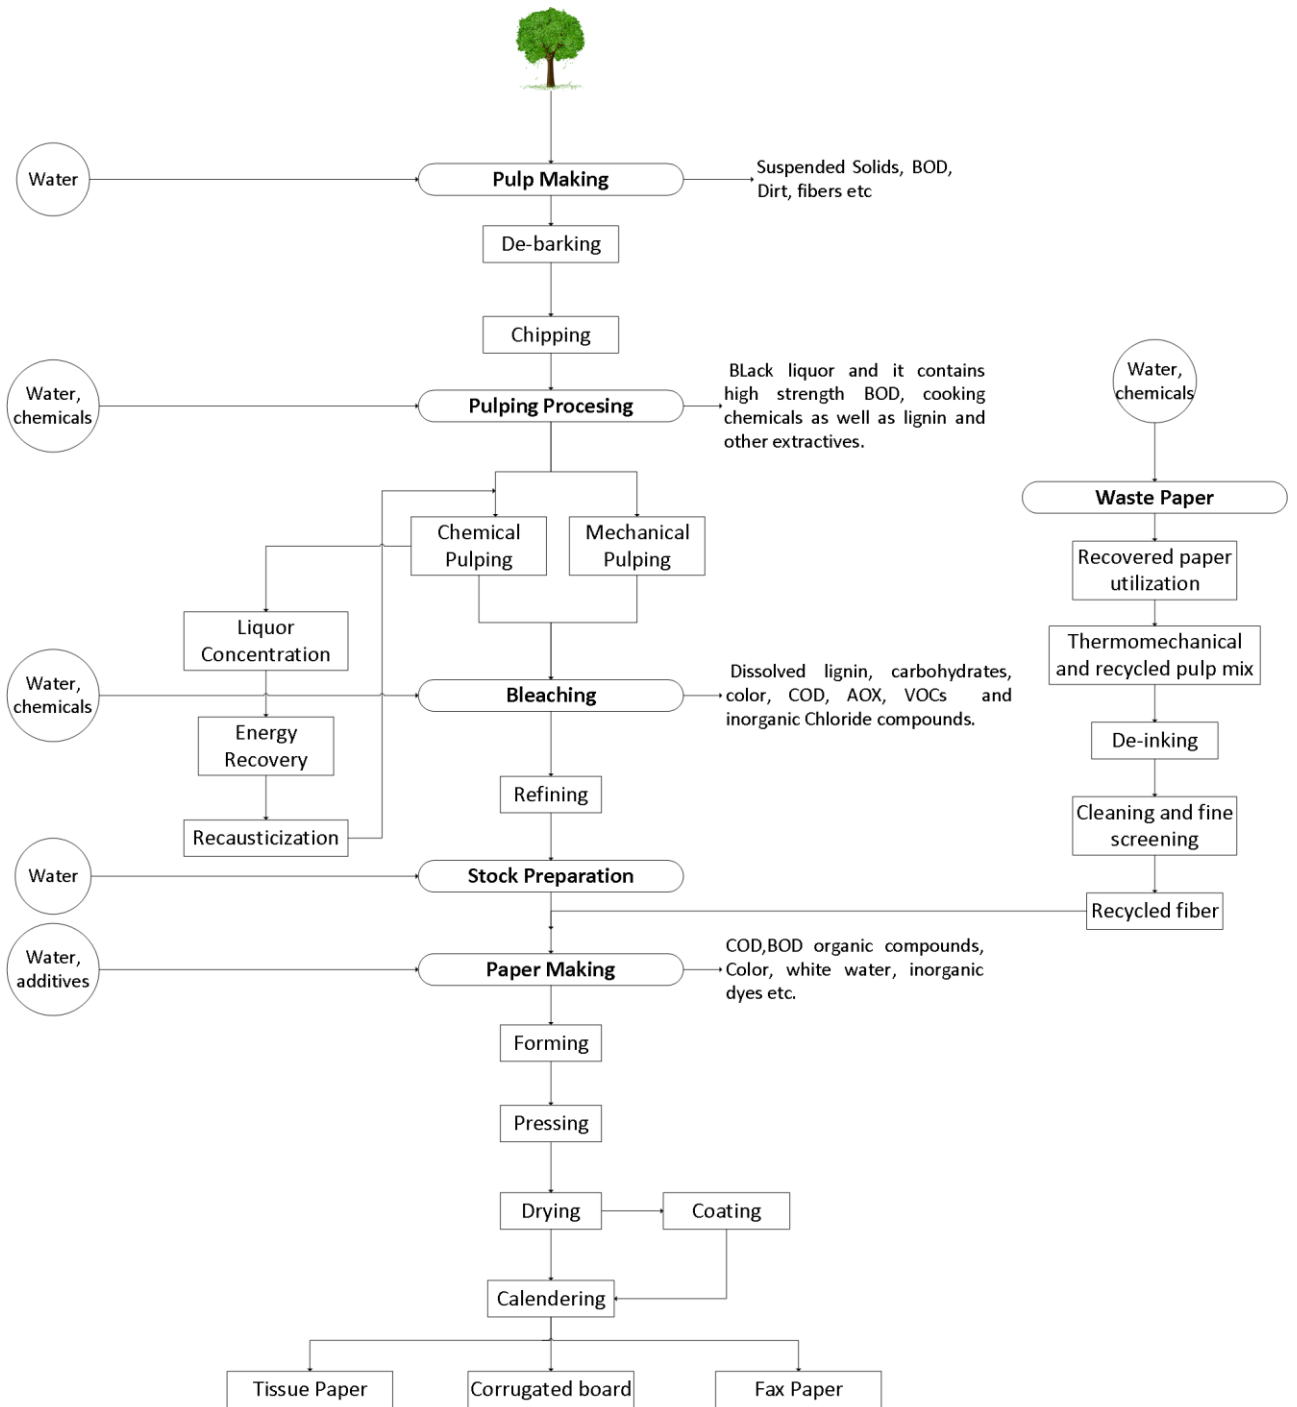 Water
Pulp Making
Suspended Solids, BOD,
Dirt, fibers etc
De-barking
Chipping
Water,
chemicals
Pulping Procesing
BLack liquor and it contains
high strength BOD, cooking
chemicals as well as lignin and
other extractives.
Water,
chemicals
Waste Paper
Chemical
Pulping
Mechanical
Pulping
Recovered paper
utilization
Liquor
Concentration
Thermomechanical
and recycled pulp mix
Water,
chemicals
Bleaching
Dissolved lignin, carbohydrates,
color, COD, AOX, VOCs and
inorganic Chloride compounds.
Energy
Recovery
De-inking
Refining
Recausticization
Cleaning and fine
screening
Water
Stock Preparation
Recycled fiber
Water,
additives
Paper Making
COD,BOD organic compounds,
Color, white water, inorganic
dyes etc.
Forming
Pressing
Drying
Coating
Calendering
Tissue Paper
Corrugated board
Fax Paper